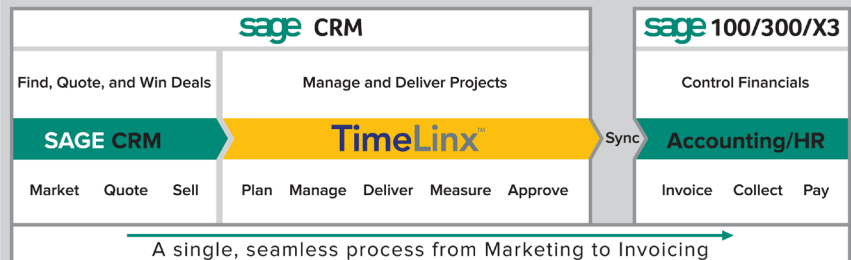 sage CRM
sage 100/300/X3
Find, Quote, and Win Deals
Manage and Deliver Projects
Control Financials
SAGE CRM
TimeLinx™
Sync
Accounting/HR
Market Quote Sell
Plan Manage Deliver Measure Approve
Invoice Collect Pay
A single, seamless process from Marketing to Invoicing